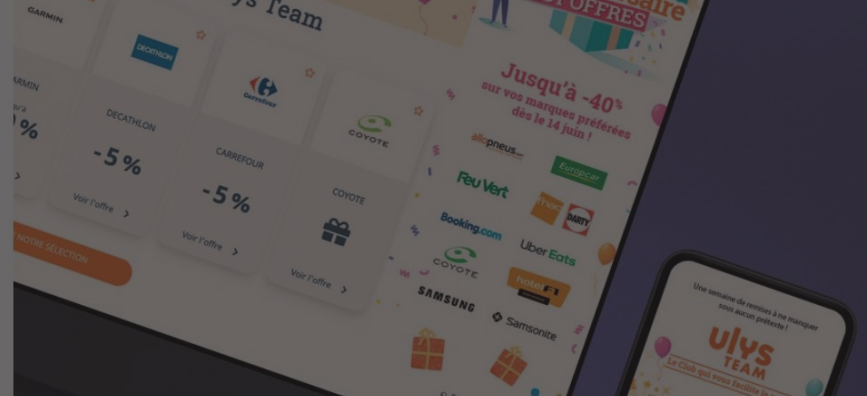 ys Team
GARMIN
DECATHLON
Carrefour
COYOTE
ARMIN
%
DECATHLON
-5%
Voir l'offre
CARREFOUR
-5%
Voir l'offre
COYOTE
Voir l'offre
NOTRE SÉLECTION
OFFRES
Jusqu'à -40%
sur vos marques préférées
dès le 14 juin !
allopneus
Europcar
Feu Vert
fnac DARTY
Booking.com
Uber Eats
COYOTE
hotel
SAMSUNG
Samsonite
Une semaine de remises à ne manquer
sous aucun prétexte !
ulys
TEAM
Le Club qui vous facilite